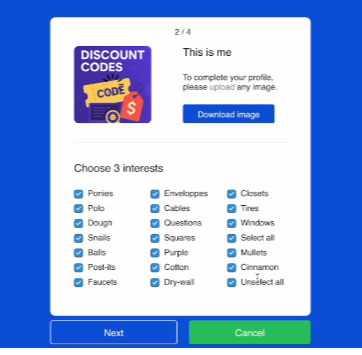 2 / 4
DISCOUNT
CODES
CODE
$
This is me
To complete your profile,
please upload any image.
Download image
Choose 3 interests
Ponies
Enveloppes
Closets
Polo
Cables
Tires
Dough
Questions
Windows
Snails
Squares
Select all
Balls
Purple
Mullets
Post-its
Cotton
Cinnamon
Faucets
Dry-wall
Unselect all
Next
Cancel